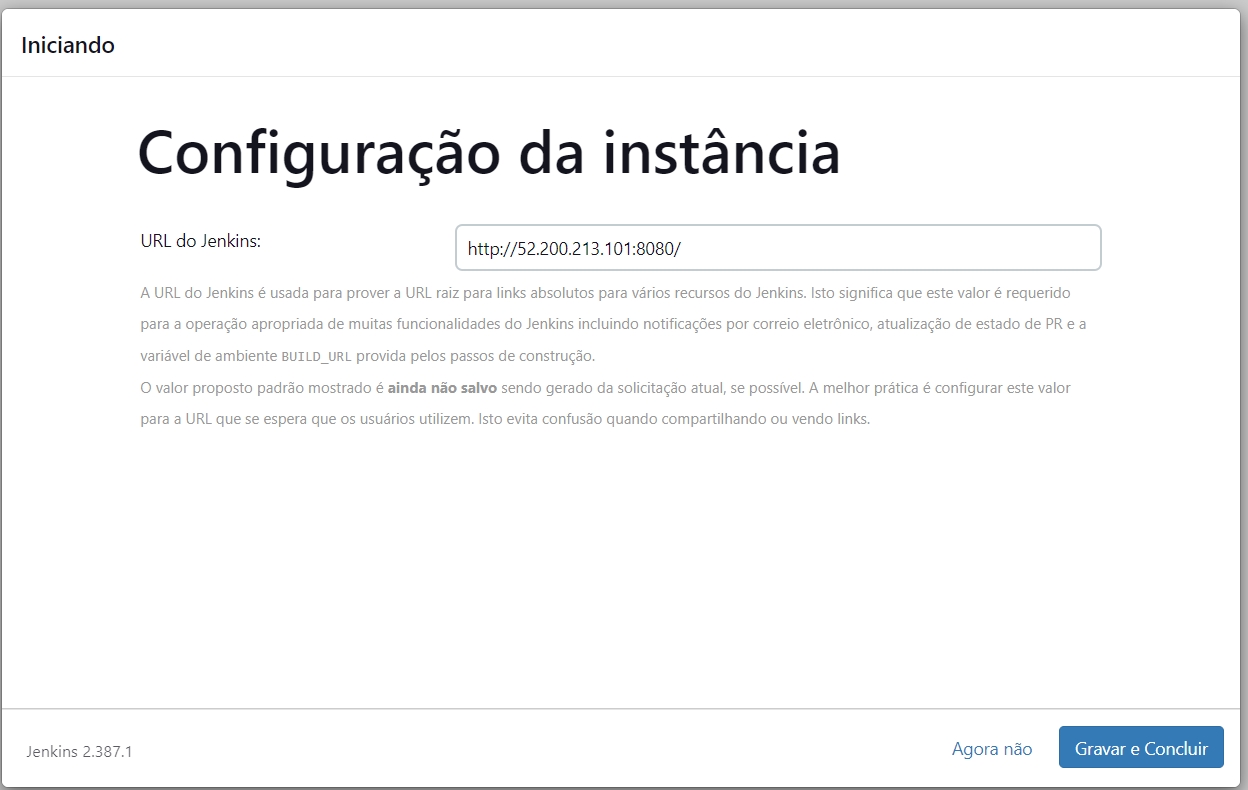 Iniciando
Configuração da instância
URL do Jenkins:
http://52.200.213.101:8080/
A URL do Jenkins é usada para prover a URL raiz para links absolutos para vários recursos do Jenkins. Isto significa que este valor é requerido
para a operação apropriada de muitas funcionalidades do Jenkins incluindo notificações por correio eletrônico, atualização de estado de PR e a
variável de ambiente BUILD_URL provida pelos passos de construção.
O valor proposto padrão mostrado é ainda não salvo sendo gerado da solicitação atual, se possível. A melhor prática é configurar este valor
para a URL que se espera que os usuários utilizem. Isto evita confusão quando compartilhando ou vendo links.
Jenkins 2.387.1
Agora não
Gravar e Concluir